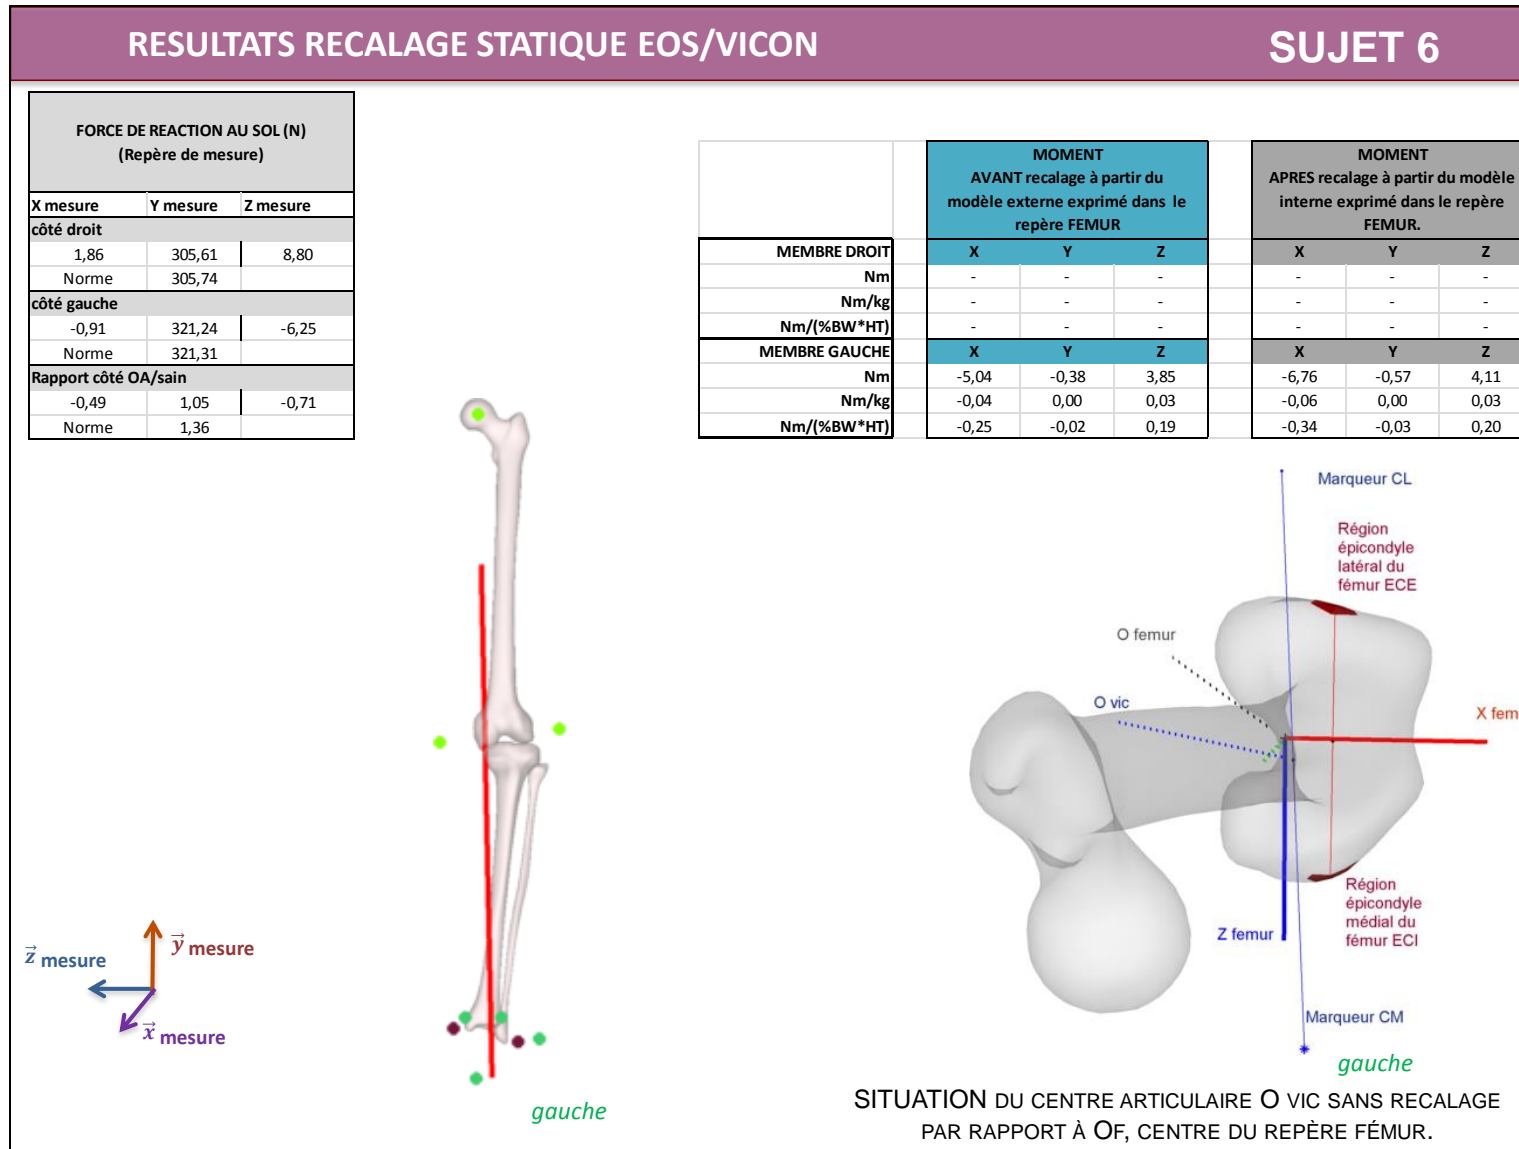 RESULTATS RECALAGE STATIQUE EOS/VICON
SUJET 6
FORCE DE REACTION AU SOL (N)
(Repère de mesure)
X mesure Y mesure Z mesure
côté droit
1,86 305,61 8,80
Norme 305,74
côté gauche
-0,91 321,24 -6,25
Norme 321,31
Rapport côté OA/sain
-0,49 1,05 -0,71
Norme 1,36
MOMENT
AVANT recalage à partir du
modèle externe exprimé dans le
repère FEMUR
MOMENT
APRES recalage à partir du modèle
interne exprimé dans le repère
FEMUR.
MEMBRE DROIT X Y Z X Y Z
Nm - - - - - -
Nm/kg - - - - - -
Nm/(%BW*HT) - - - - - -
MEMBRE GAUCHE X Y Z X Y Z
Nm -5,04 -0,38 3,85 -6,76 -0,57 4,11
Nm/kg -0,04 0,00 0,03 -0,06 0,00 0,03
Nm/(%BW*HT) -0,25 -0,02 0,19 -0,34 -0,03 0,20
Marqueur CL
Région
épicondyle
latéral du
fémur ECE
O femur
O vic
X fem
Z femur
Région
épicondyle
médial du
fémur ECI
Marqueur CM
gauche
y mesure
z mesure
x mesure
gauche
SITUATION DU CENTRE ARTICULAIRE O VIC SANS RECALAGE
PAR RAPPORT À OF, CENTRE DU REPÈRE FÉMUR.